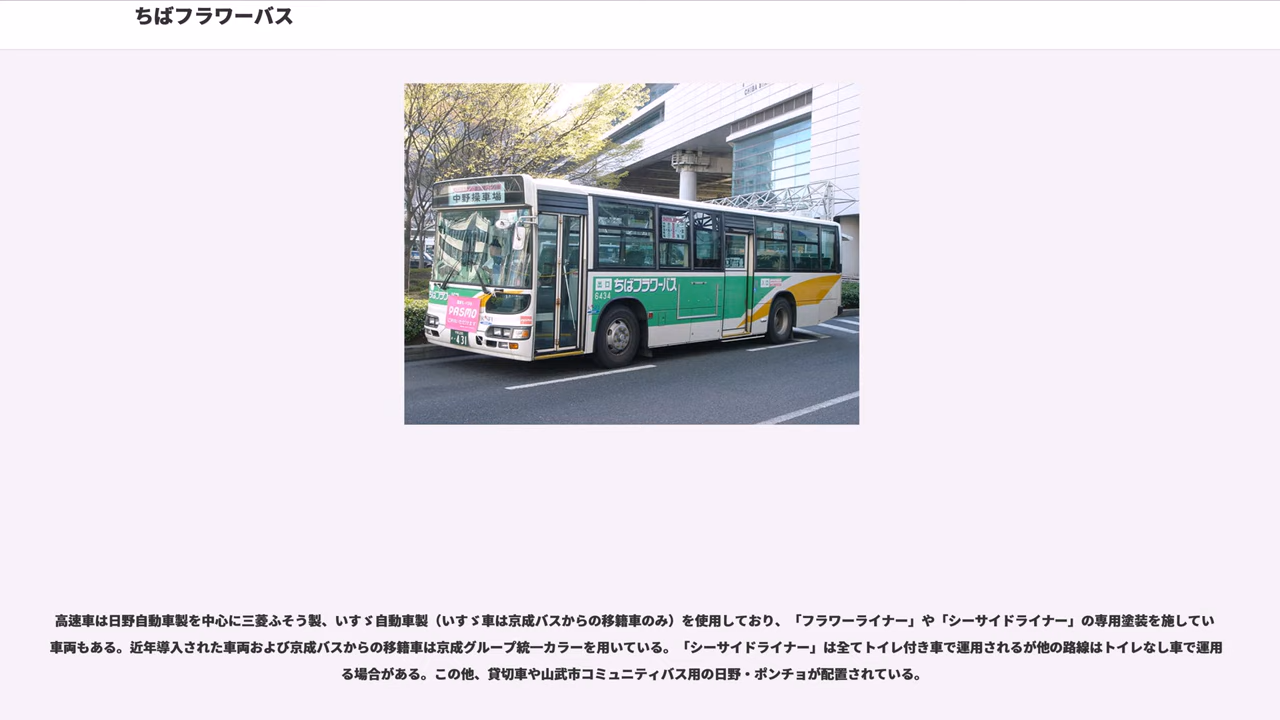 ちばフラワーバス
中野操車場
ちばフラワーバス
6434
PASMO
431
高速車は日野自動車製を中心に三菱ふそう製、いすゞ自動車製（いすゞ車は京成バスからの移籍車のみ）を使用しており、「フラワーライナー」や「シーサイドライナー」の専用塗装を施してい
車両もある。近年導入された車両および京成バスからの移籍車は京成グループ統一カラーを用いている。「シーサイドライナー」は全てトイレ付き車で運用されるが他の路線はトイレなし車で運用
る場合がある。この他、貸切車や山武市コミュニティバス用の日野・ポンチョが配置されている。